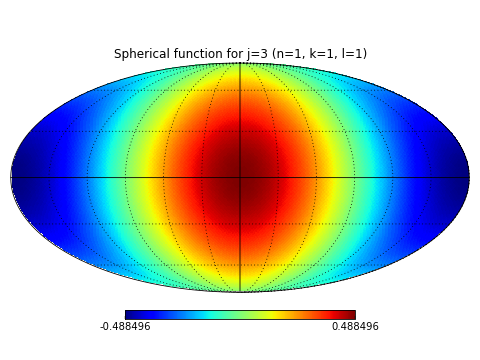 Spherical function for j=3 (n=1, k=1, l=1)
-0.488496 0.488496